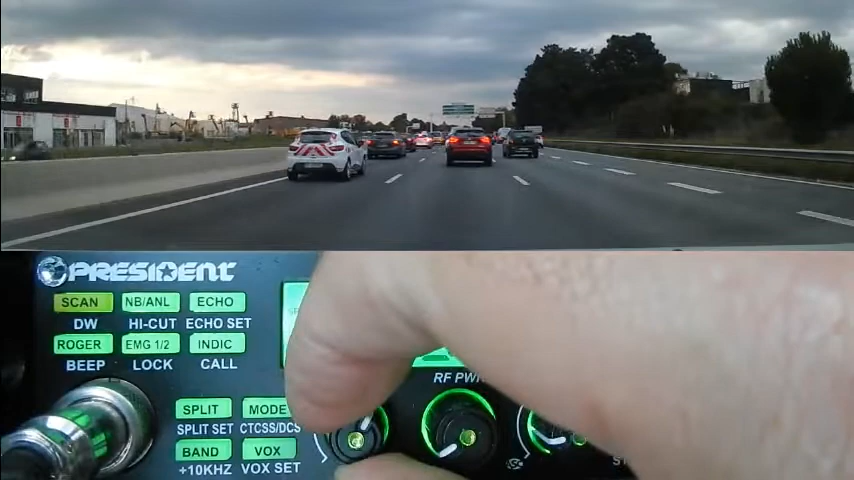 PRESIDENT
SCAN NB/ANL ECHO
DW HI-CUT ECHO SET
ROGER EMG 1/2 INDIC
BEEP LOCK CALL
SPLIT MODE
SPLIT SET CTCSS/DCS
BAND VOX
+10KHZ VOX SET
RF PWR